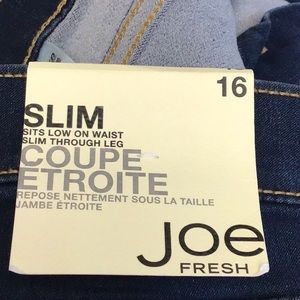 16
SLIM
SITS LOW ON WAIST
SLIM THROUGH LEG
COUPE
ETROITE
REPOSE NETTEMENT SOUS LA TAILLE
JAMBE ÉTROITE
Joe
FRESH